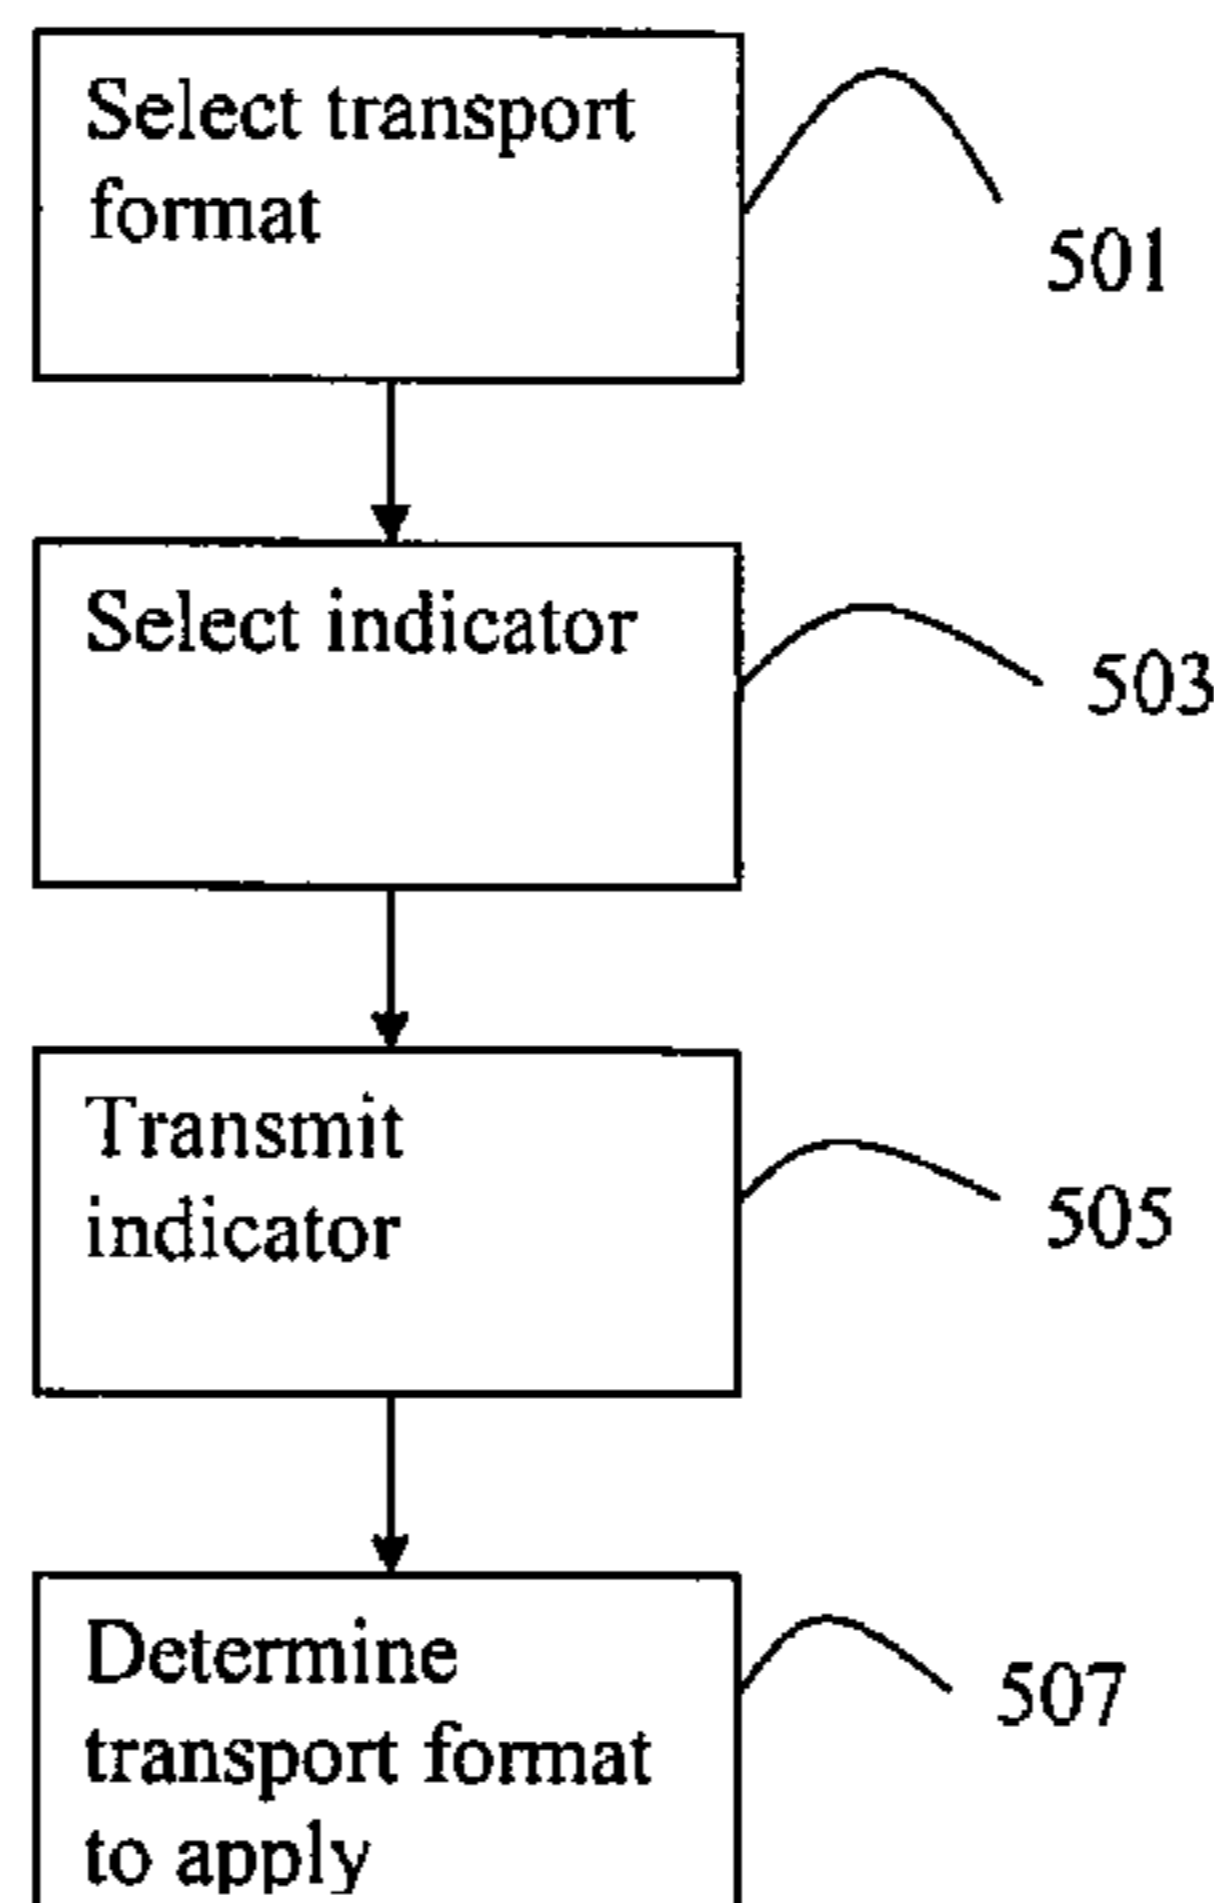 Select transport
format
501
Select indicator
503
Transmit
indicator
505
Determine
transport format
to apply
507